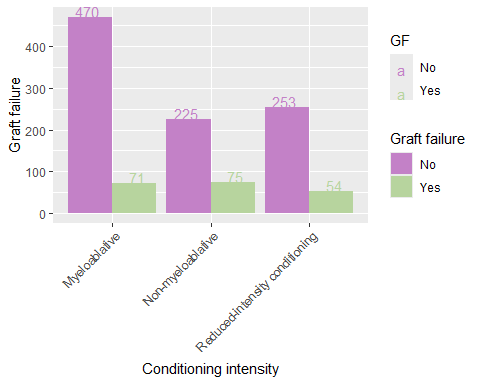 470
225
253
71
75
54
400
300
200
100
0
Graft failure
Myeloablative
Non-myeloablative
Reduced-intensity conditioning
Conditioning intensity
GF
a No
a Yes
Graft failure
No
Yes